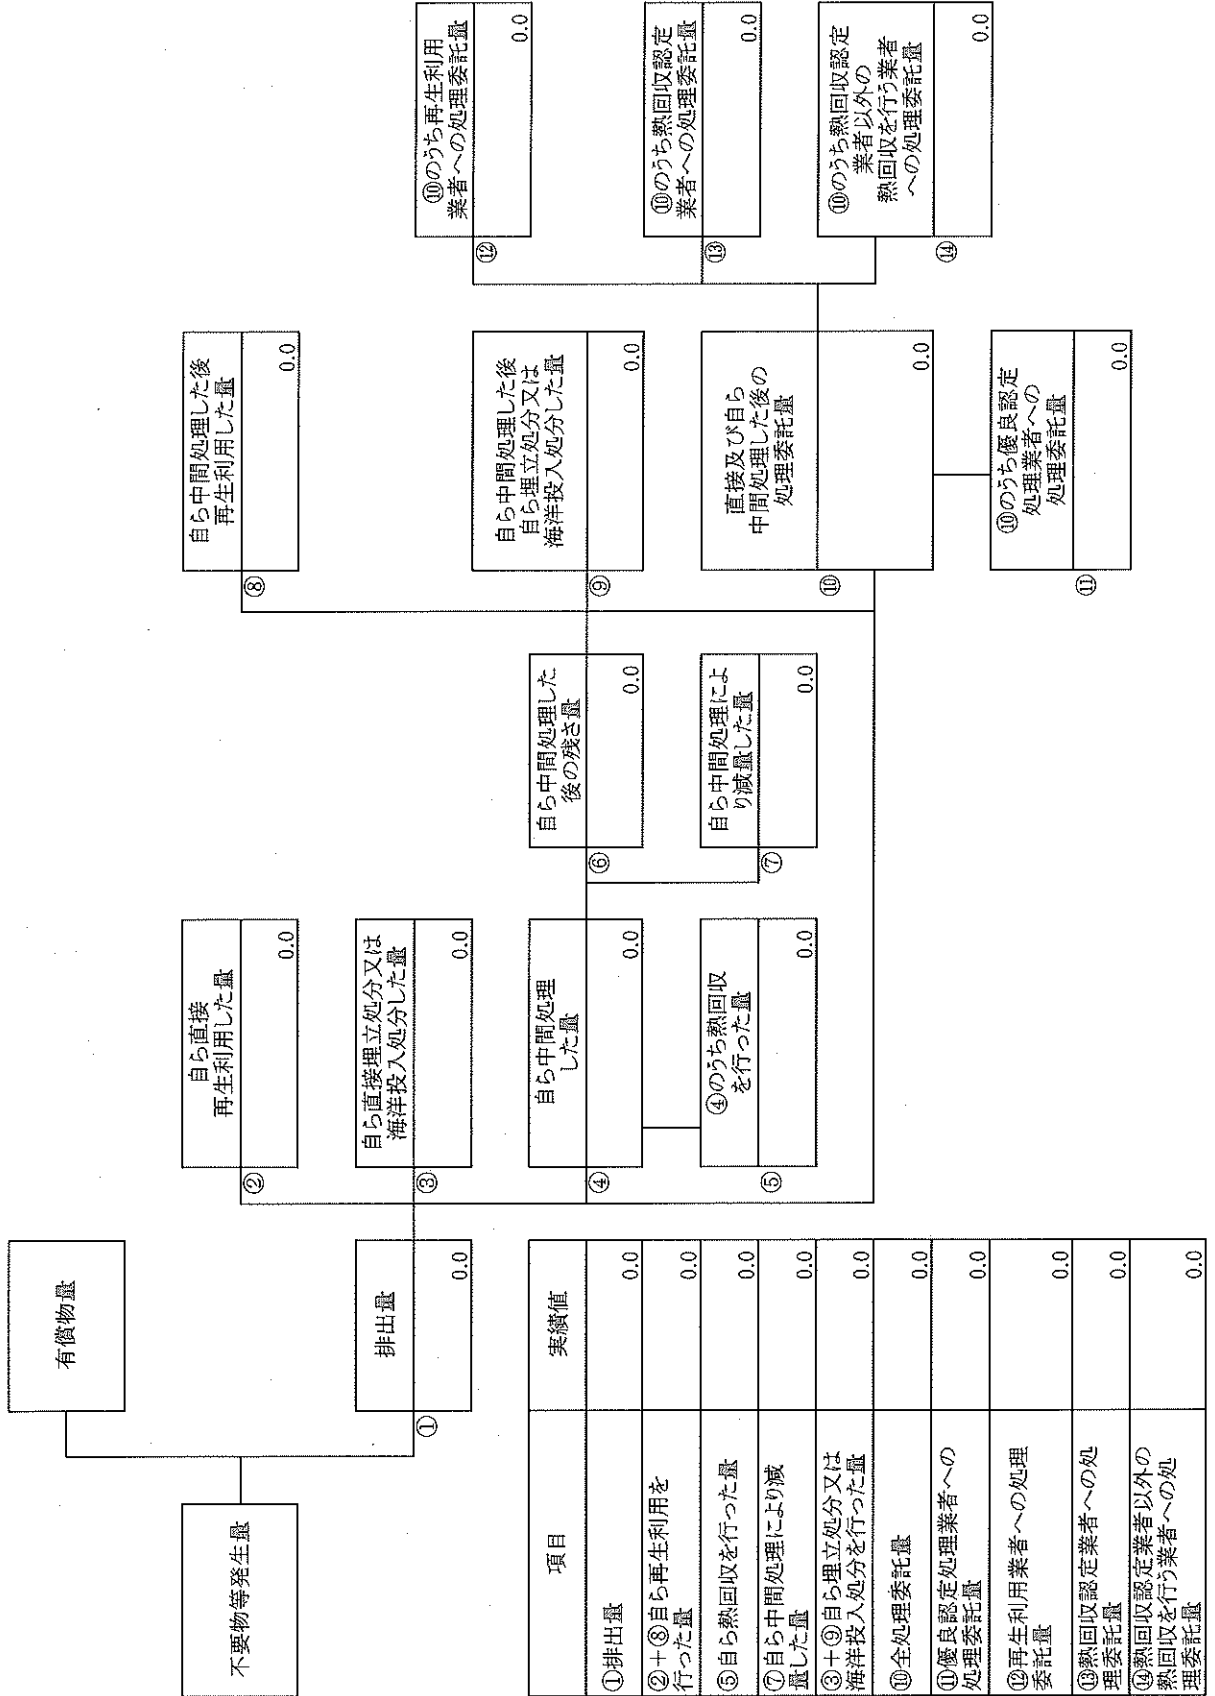 不要物等発生量
有償物量
排出量
①
0.0
自ら直接
再生利用した量
②
0.0
自ら直接埋立処分又は
海洋投入処分した量
③
0.0
自ら中間処理
した量
④
0.0
④のうち熱回収
を行った量
⑤
0.0
自ら中間処理した
後の残さ量
⑥
0.0
自ら中間処理によ
り減量した量
⑦
0.0
自ら中間処理した後
再生利用した量
⑧
0.0
自ら中間処理した後
自ら埋立処分又は
海洋投入処分した量
⑨
0.0
直接及び自ら
中間処理した後の
処理委託量
⑩
0.0
⑩のうち優良認定
処理業者への
処理委託量
⑪
0.0
⑩のうち再生利用
業者への処理委託量
⑫
0.0
⑩のうち熱回収認定
業者への処理委託量
⑬
0.0
⑩のうち熱回収認定
業者以外の
熱回収を行う業者
への処理委託量
⑭
0.0
項目 実績値
①排出量 0.0
②＋⑧自ら再生利用を
行った量 0.0
⑤自ら熱回収を行った量 0.0
⑦自ら中間処理により減
量した量 0.0
③＋⑨自ら埋立処分又は
海洋投入処分を行った量 0.0
⑩全処理委託量 0.0
⑪優良認定処理業者への
処理委託量 0.0
⑫再生利用業者への処理
委託量 0.0
⑬熱回収認定業者への処
理委託量 0.0
⑭熱回収認定業者以外の
熱回収を行う業者への処
理委託量 0.0